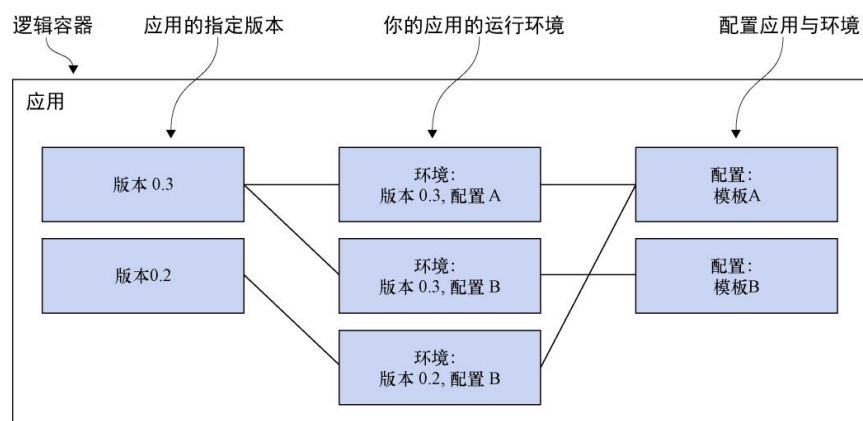 逻辑容器
应用的指定版本
你的应用的运行环境
配置应用与环境
应用
版本 0.3
环境：
版本 0.3, 配置 A
配置：
模板A
版本0.2
环境：
版本 0.3, 配置 B
配置：
模板B
环境：
版本 0.2, 配置 B